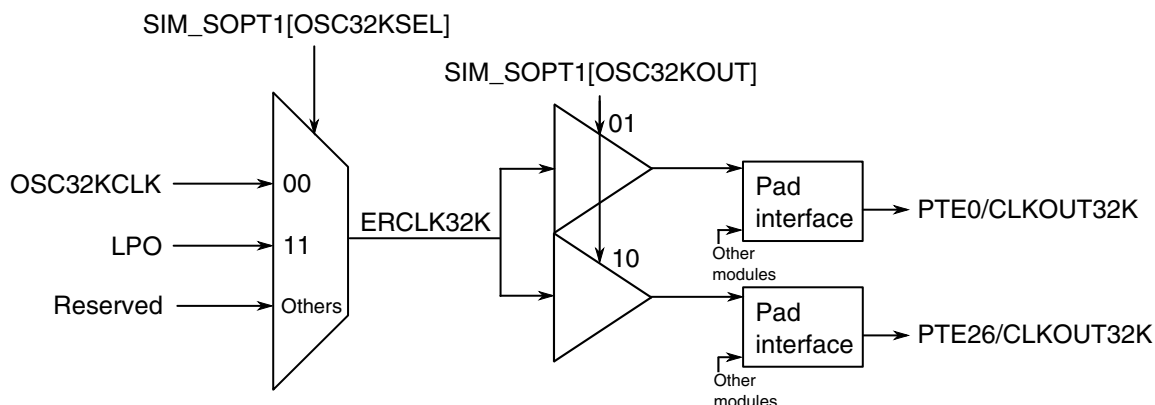 SIM_SOPT1[OSC32KSEL]
SIM_SOPT1[OSC32KOUT]
01
OSC32KCLK
00
Pad
interface
PTE0/CLKOUT32K
ERCLK32K
LPO
11
Other
modules
10
Reserved
Others
Pad
interface
PTE26/CLKOUT32K
Other
modules